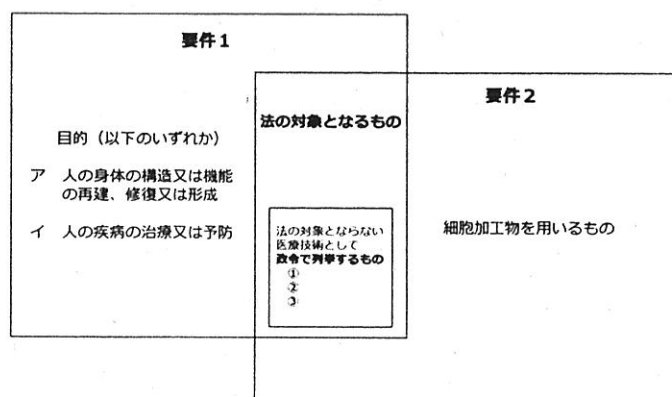 要件１
目的（以下のいずれか）
ア　人の身体の構造又は機能
の再建、修復又は形成
イ　人の疾病の治療又は予防
法の対象となるもの
法の対象とならない
医療技術として
政令で列挙するもの
①
②
③
要件２
細胞加工物を用いるもの